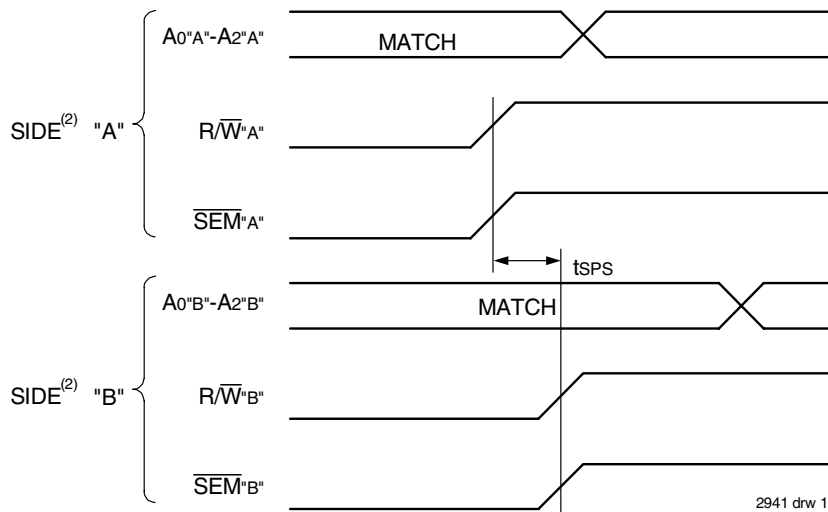 A0"A"-A2"A"
MATCH
SIDE(2) "A"
R/W"A"
SEM"A"
tSPS
A0"B"-A2"B"
MATCH
SIDE(2) "B"
R/W"B"
SEM"B"
2941 drw 1